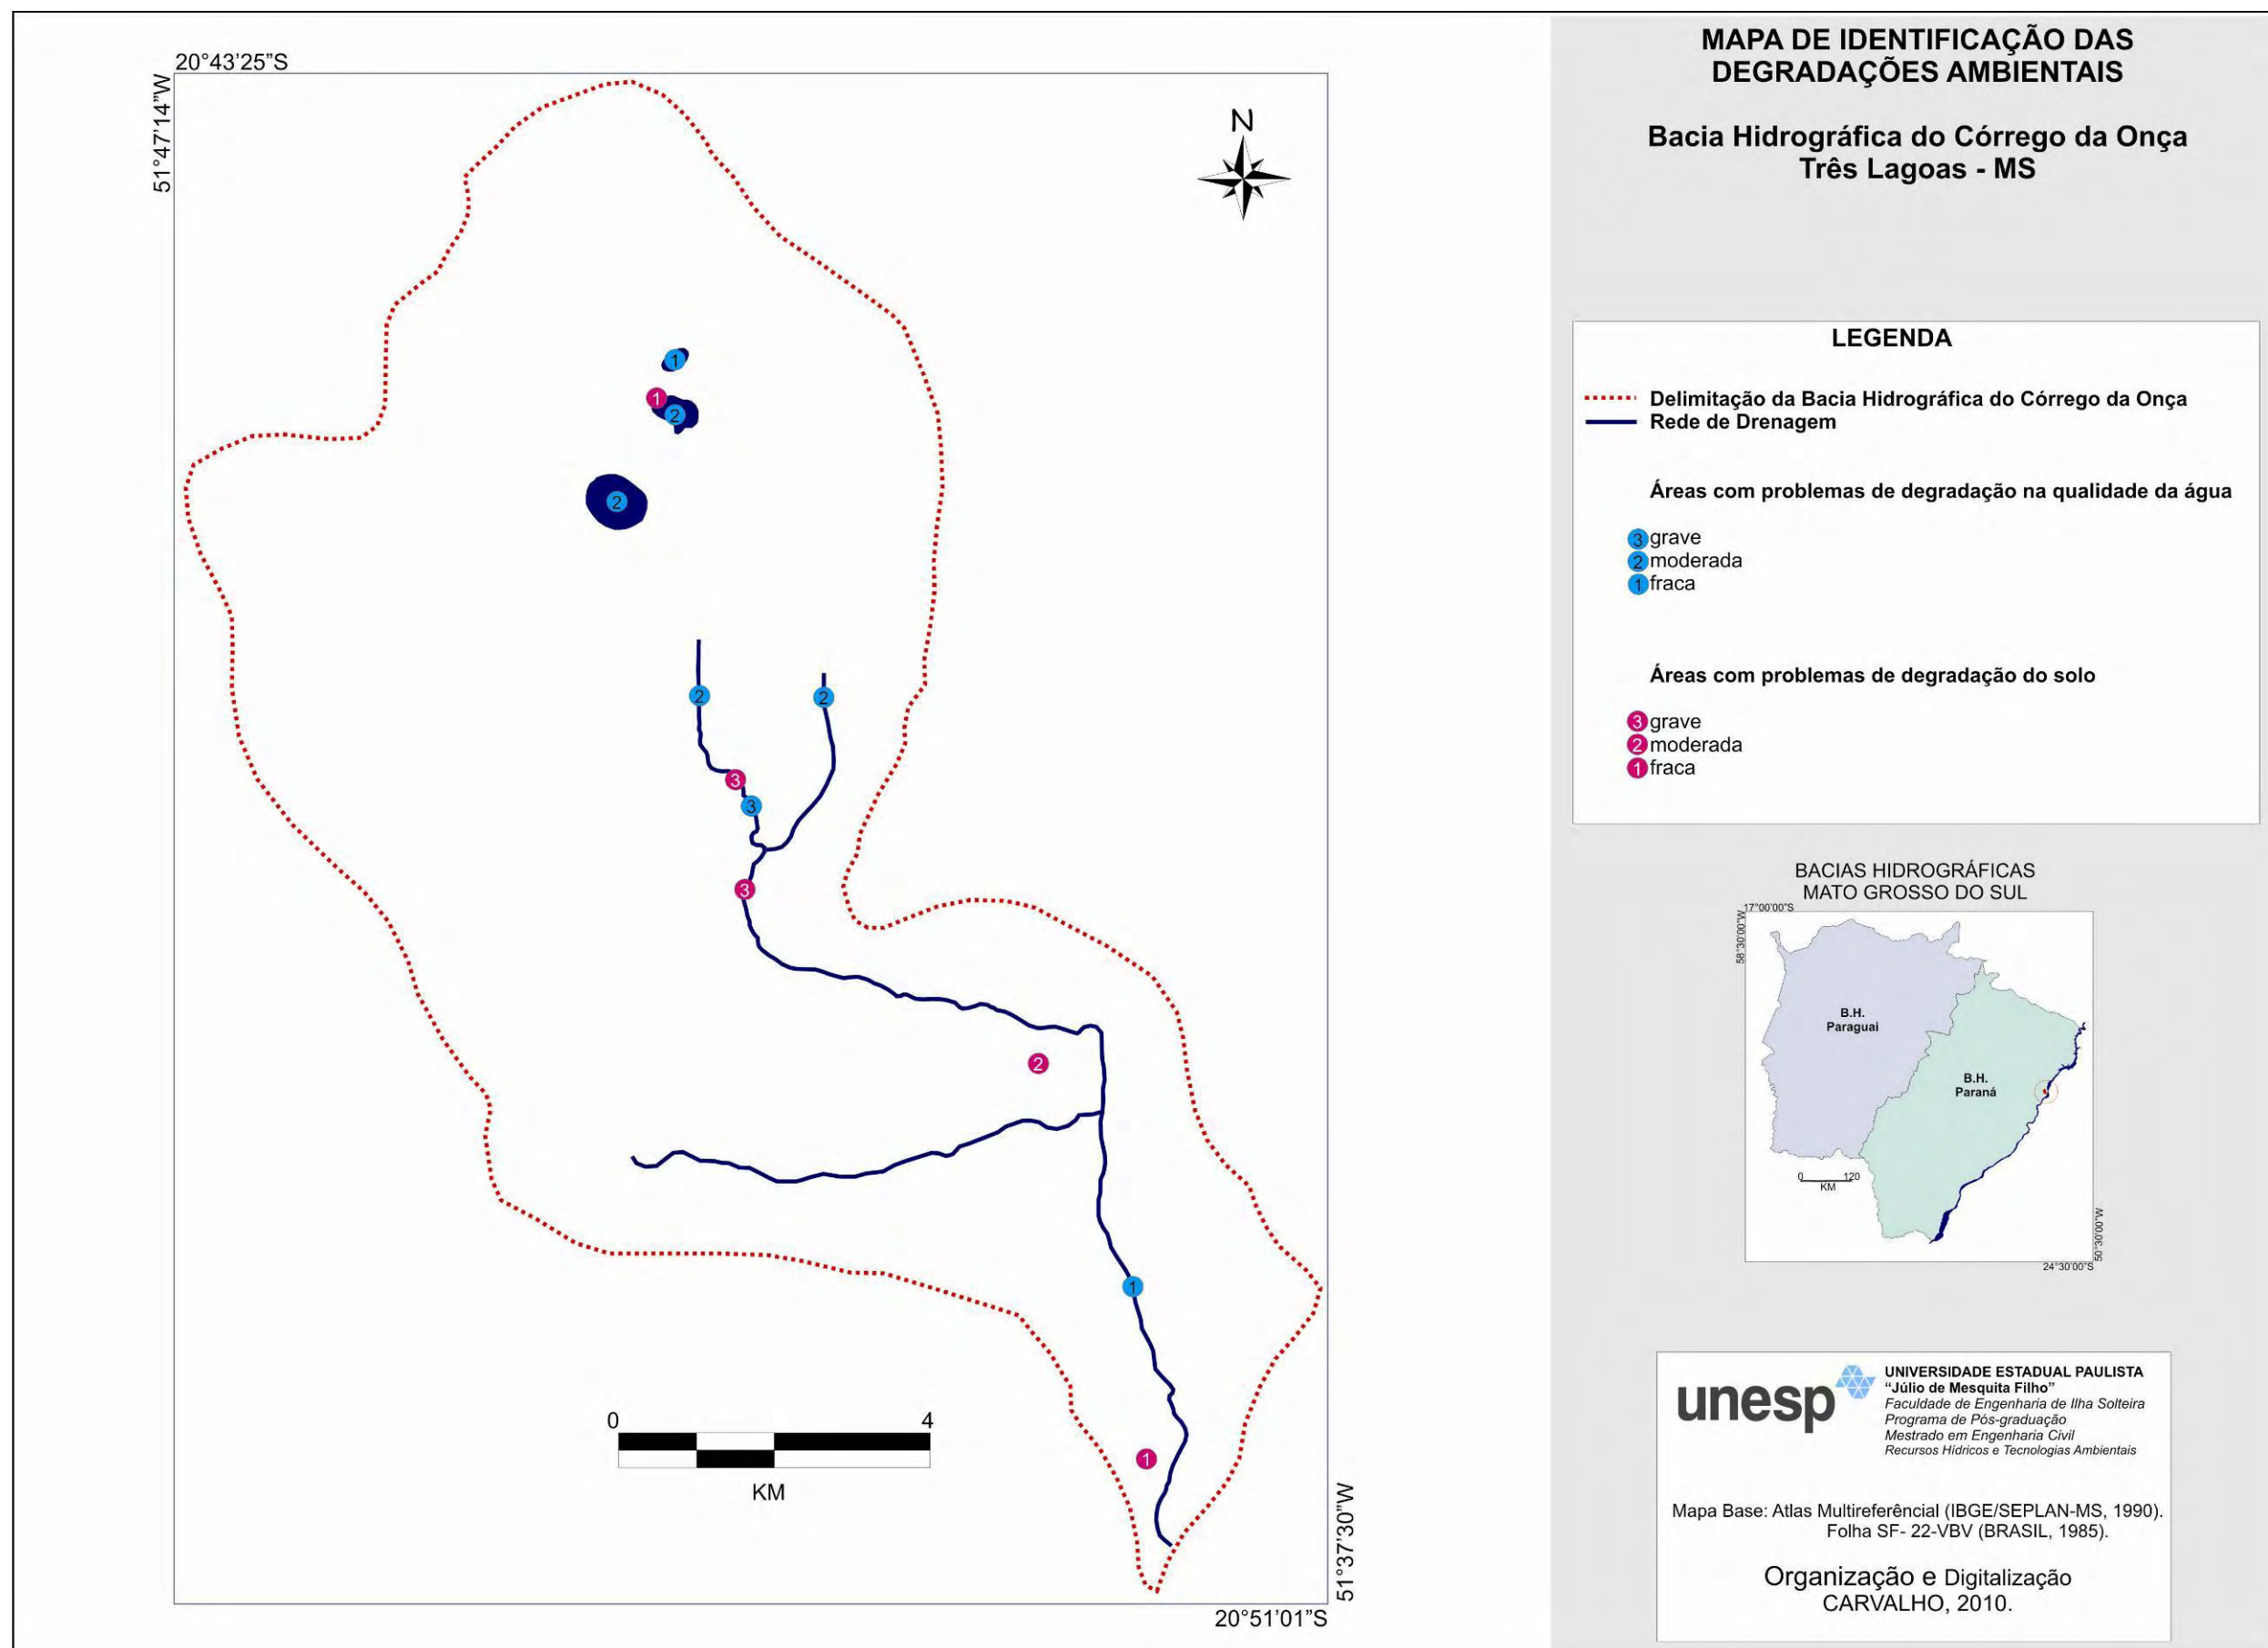 20°43'25"S
51°47'14"W
N
1
1
2
2
2
2
3
3
3
2
1
1
0 4
KM
51°37'30"W
20°51'01"S
MAPA DE IDENTIFICAÇÃO DAS
DEGRADAÇÕES AMBIENTAIS
Bacia Hidrográfica do Córrego da Onça
Três Lagoas - MS
LEGENDA
Delimitação da Bacia Hidrográfica do Córrego da Onça
Rede de Drenagem
Áreas com problemas de degradação na qualidade da água
3 grave
2 moderada
1 fraca
Áreas com problemas de degradação do solo
3 grave
2 moderada
1 fraca
BACIAS HIDROGRÁFICAS
MATO GROSSO DO SUL
17°00'00"S
58°30'00"W
B.H.
Paraguai
B.H.
Paraná
0 120
KM
50°30'00"W
24°30'00"S
unesp
UNIVERSIDADE ESTADUAL PAULISTA
“Júlio de Mesquita Filho”
Faculdade de Engenharia de Ilha Solteira
Programa de Pós-graduação
Mestrado em Engenharia Civil
Recursos Hídricos e Tecnologias Ambientais
Mapa Base: Atlas Multireferêncial (IBGE/SEPLAN-MS, 1990).
Folha SF- 22-VBV (BRASIL, 1985).
Organização e Digitalização
CARVALHO, 2010.